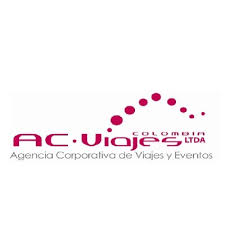 AC·Viajes
COLOMBIA
LTDA
Agencia Corporativa de Viajes y Eventos